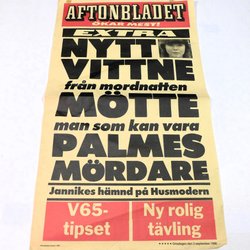 AFTONBLADET
ÖKAR MEST!
EXTRA
NYTT
VITTNE
från mordnatten
MÖTTE
man som kan vara
PALMES
MÖRDARE
Jannikes hämnd på Husmodern
V65-
tipset
Ny rolig
tävling